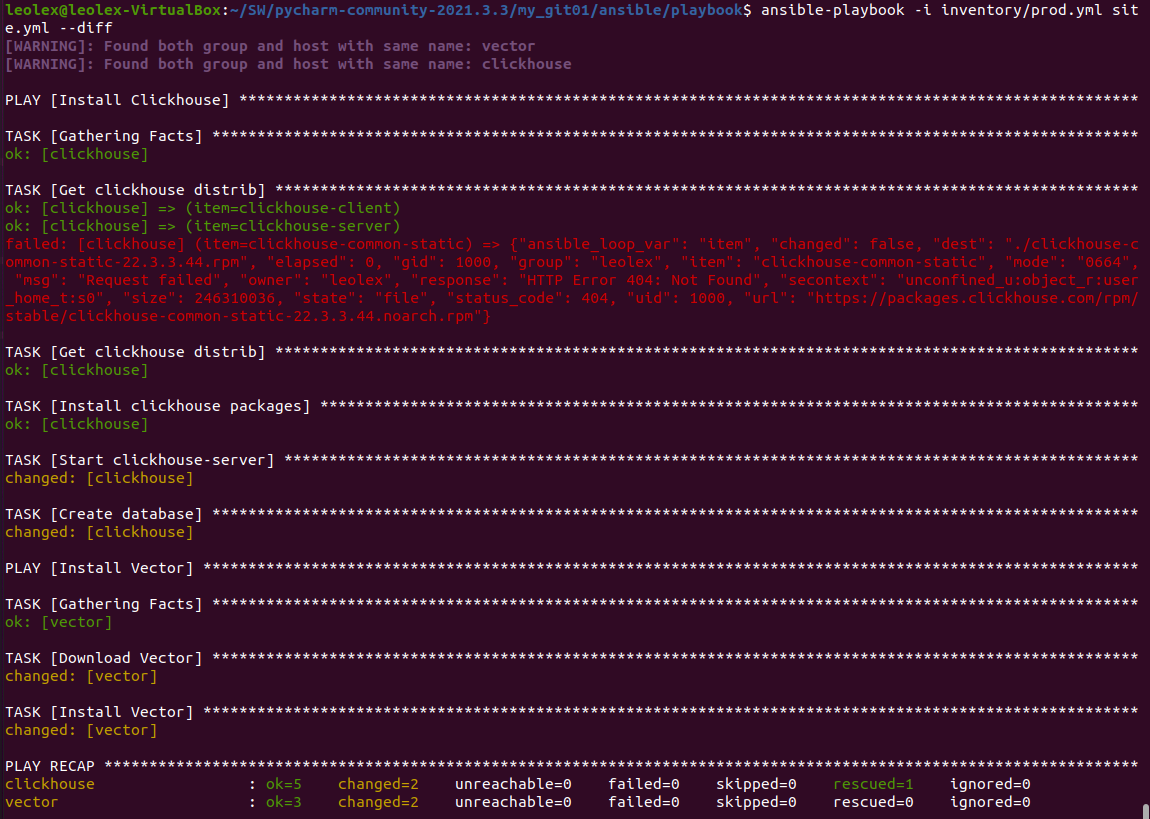 leolex@leolex-VirtualBox:~/SW/pycharm-community-2021.3.3/my_git01/ansible/playbook$ ansible-playbook -i inventory/prod.yml sit
e.yml --diff
[WARNING]: Found both group and host with same name: vector
[WARNING]: Found both group and host with same name: clickhouse
PLAY [Install Clickhouse] ****************************************************************************************************
TASK [Gathering Facts] *******************************************************************************************************
ok: [clickhouse]
TASK [Get clickhouse distrib] ************************************************************************************************
ok: [clickhouse] => (item=clickhouse-client)
ok: [clickhouse] => (item=clickhouse-server)
failed: [clickhouse] (item=clickhouse-common-static) => {"ansible_loop_var": "item", "changed": false, "dest": "./clickhouse-c
ommon-static-22.3.3.44.rpm", "elapsed": 0, "gid": 1000, "group": "leolex", "item": "clickhouse-common-static", "mode": "0664",
 "msg": "Request failed", "owner": "leolex", "response": "HTTP Error 404: Not Found", "secontext": "unconfined_u:object_r:user
_home_t:s0", "size": 246310036, "state": "file", "status_code": 404, "uid": 1000, "url": "https://packages.clickhouse.com/rpm/
stable/clickhouse-common-static-22.3.3.44.noarch.rpm"}
TASK [Get clickhouse distrib] ************************************************************************************************
ok: [clickhouse]
TASK [Install clickhouse packages] *******************************************************************************************
ok: [clickhouse]
TASK [Start clickhouse-server] ***********************************************************************************************
changed: [clickhouse]
TASK [Create database] *******************************************************************************************************
changed: [clickhouse]
PLAY [Install Vector] ********************************************************************************************************
TASK [Gathering Facts] *******************************************************************************************************
ok: [vector]
TASK [Download Vector] *******************************************************************************************************
changed: [vector]
TASK [Install Vector] ********************************************************************************************************
changed: [vector]
PLAY RECAP *******************************************************************************************************************
clickhouse                 : ok=5    changed=2    unreachable=0    failed=0    skipped=0    rescued=1    ignored=0
vector                     : ok=3    changed=2    unreachable=0    failed=0    skipped=0    rescued=0    ignored=0